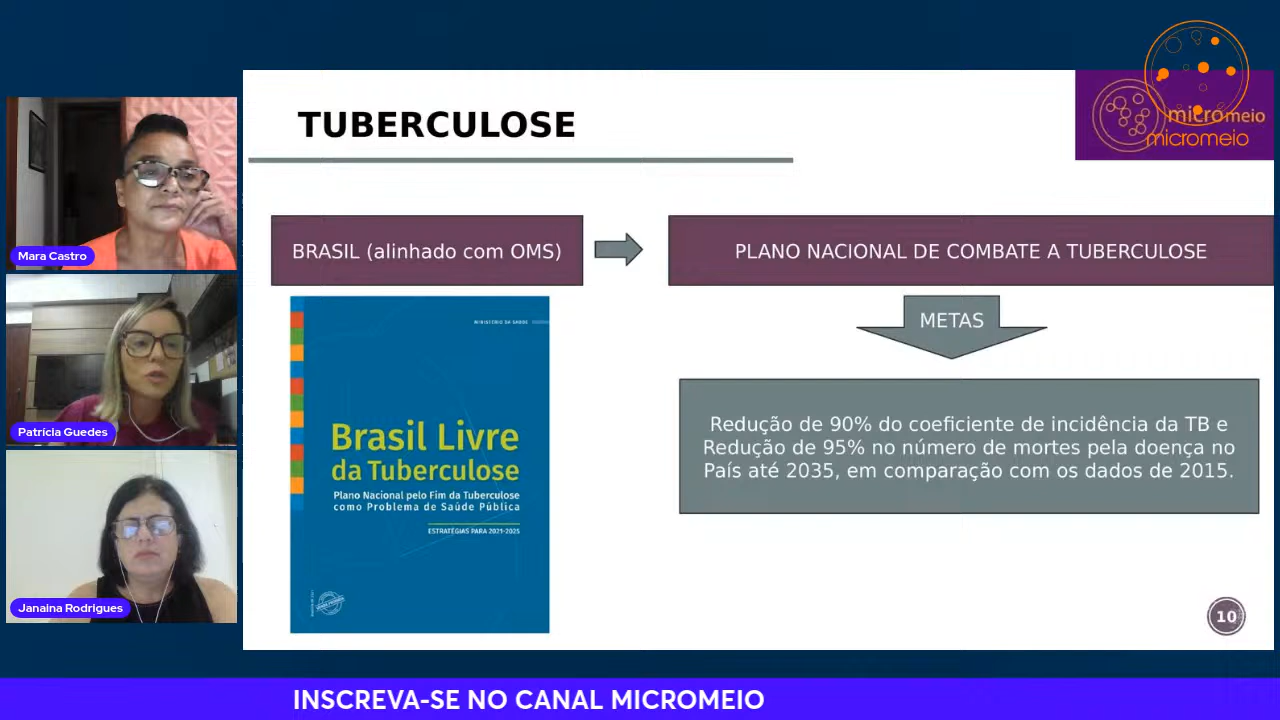 micromeio
micromeio
TUBERCULOSE
BRASIL (alinhado com OMS)
PLANO NACIONAL DE COMBATE A TUBERCULOSE
METAS
Redução de 90% do coeficiente de incidência da TB e
Redução de 95% no número de mortes pela doença no
País até 2035, em comparação com os dados de 2015.
MINISTÉRIO DA SAÚDE
Brasil Livre
da Tuberculose
Plano Nacional pelo Fim da Tuberculose
como Problema de Saúde Pública
ESTRATÉGIAS PARA 2021-2025
10
Mara Castro
Patrícia Guedes
Janaina Rodrigues
INSCREVA-SE NO CANAL MICROMEIO